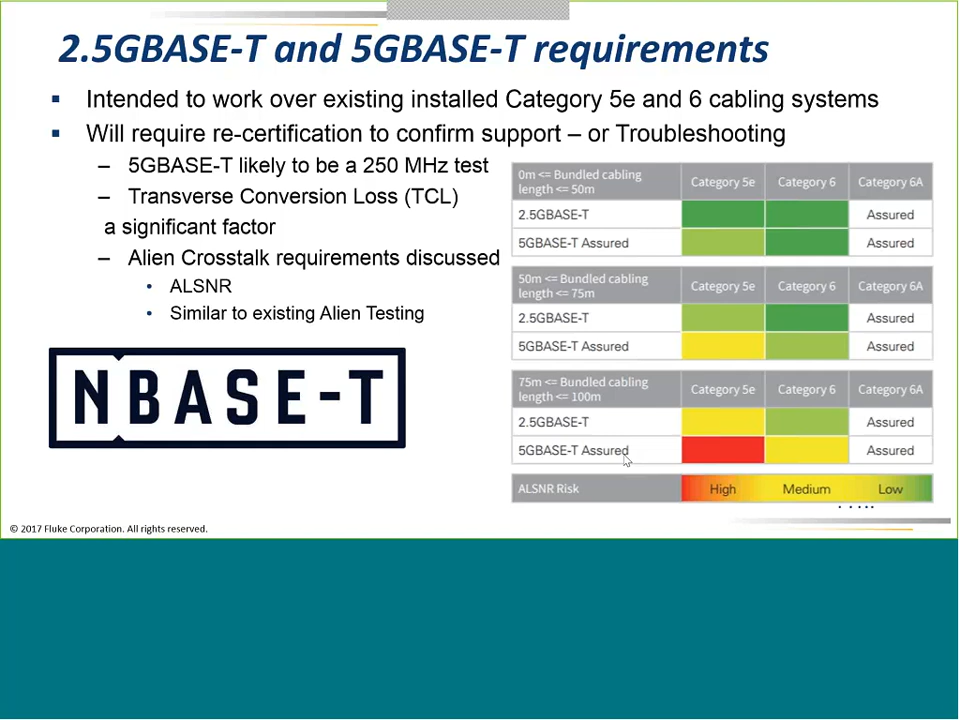 2.5GBASE-T and 5GBASE-T requirements
▪ Intended to work over existing installed Category 5e and 6 cabling systems
▪ Will require re-certification to confirm support – or Troubleshooting
– 5GBASE-T likely to be a 250 MHz test
– Transverse Conversion Loss (TCL)
a significant factor
– Alien Crosstalk requirements discussed
• ALSNR
• Similar to existing Alien Testing
NBASE-T
0m <= Bundled cabling
length <= 50m
Category 5e Category 6 Category 6A
2.5GBASE-T Assured
5GBASE-T Assured Assured
50m <= Bundled cabling
length <= 75m
Category 5e Category 6 Category 6A
2.5GBASE-T Assured
5GBASE-T Assured Assured
75m <= Bundled cabling
length <= 100m
Category 5e Category 6 Category 6A
2.5GBASE-T Assured
5GBASE-T Assured Assured
ALSNR Risk High Medium Low
© 2017 Fluke Corporation. All rights reserved.